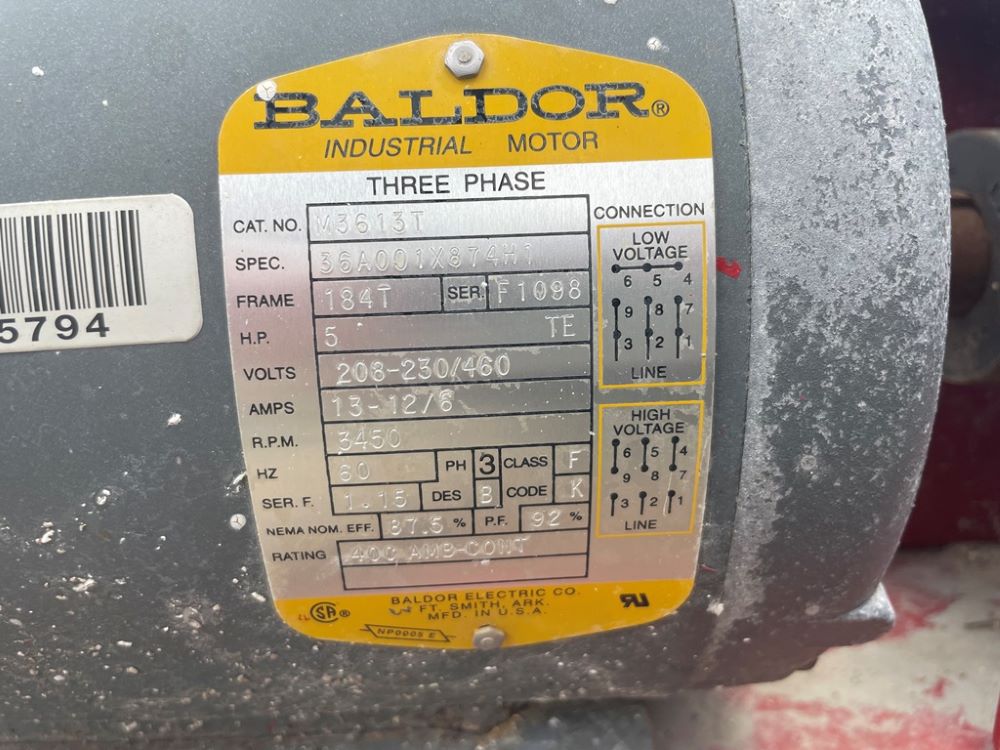 BALDOR®
INDUSTRIAL MOTOR
THREE PHASE
CAT. NO. M3613T
SPEC. 36A001X874H1
FRAME 184T SER. F1098
H.P. 5 TE
VOLTS 208-230/460
AMPS 13-12/6
R.P.M. 3450
HZ 60 PH 3 CLASS F
SER. F. 1.15 DES B CODE K
NEMA NOM. EFF. 87.5 % P.F. 92 %
RATING 40C AMB-CONT
CONNECTION
LOW
VOLTAGE
6 5 4
9 8 7
3 2 1
LINE
HIGH
VOLTAGE
6 5 4
9 8 7
3 2 1
LINE
BALDOR ELECTRIC CO.
FT. SMITH, ARK.
MFD. IN U.S.A.
SA®
NP0005 E
5794